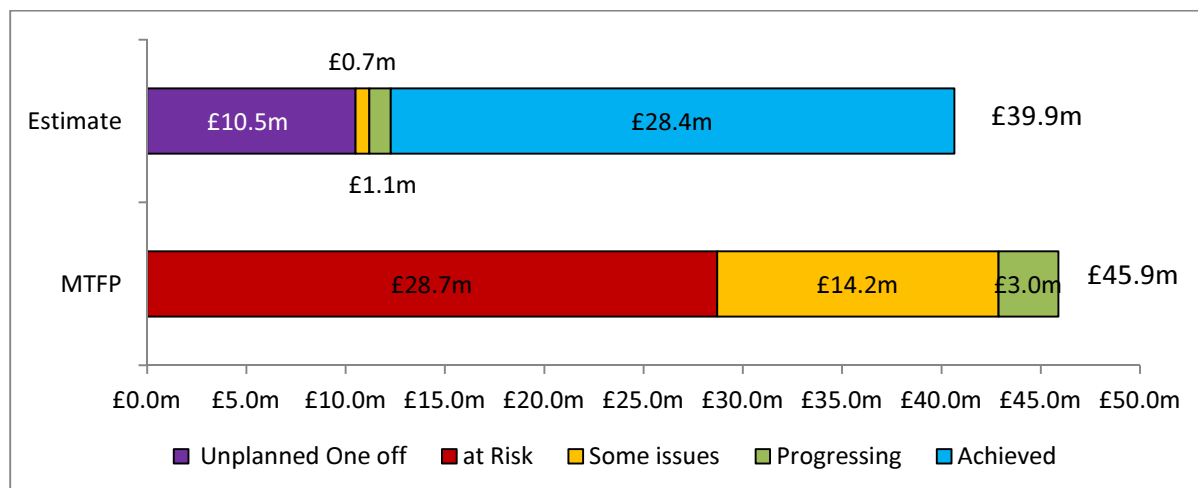 £0.7m
Estimate £10.5m £28.4m £39.9m
£1.1m
MTFP £28.7m £14.2m £3.0m £45.9m
£0.0m £5.0m £10.0m £15.0m £20.0m £25.0m £30.0m £35.0m £40.0m £45.0m £50.0m
Unplanned One off at Risk Some issues Progressing Achieved